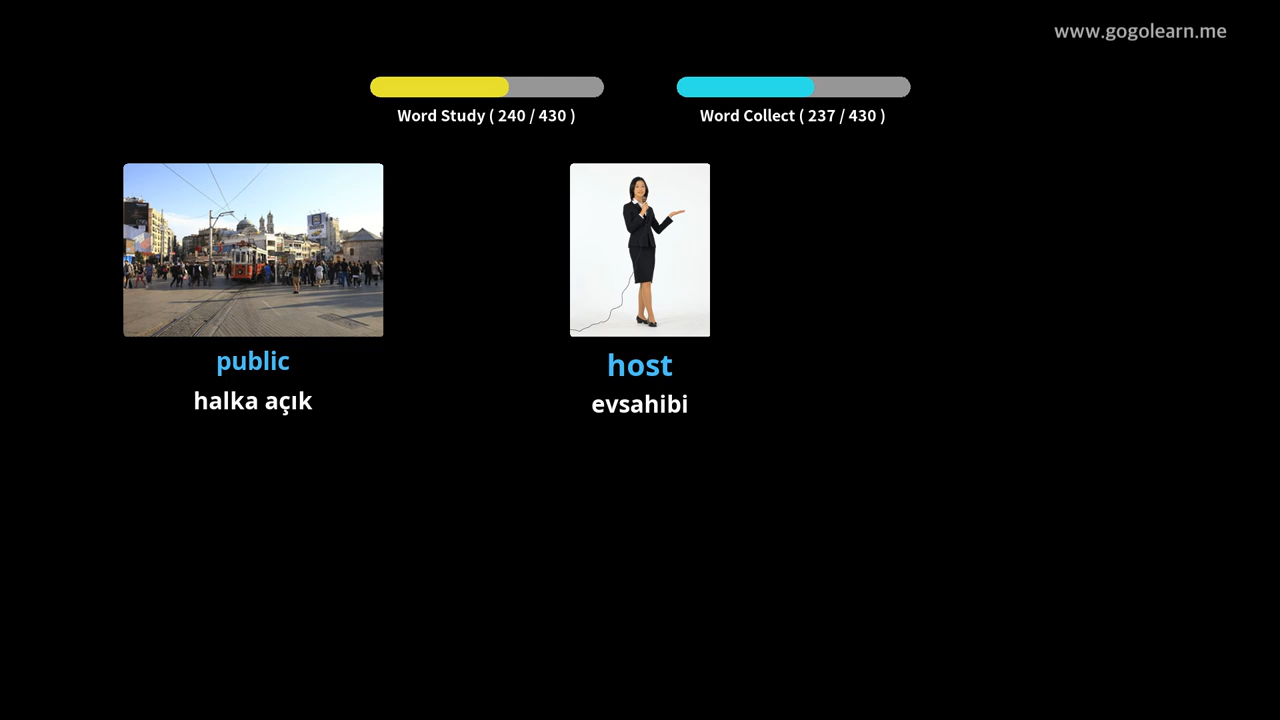 www.gogolearn.me
Word Study ( 240 / 430 )
Word Collect ( 237 / 430 )
public
halka açık
host
evsahibi